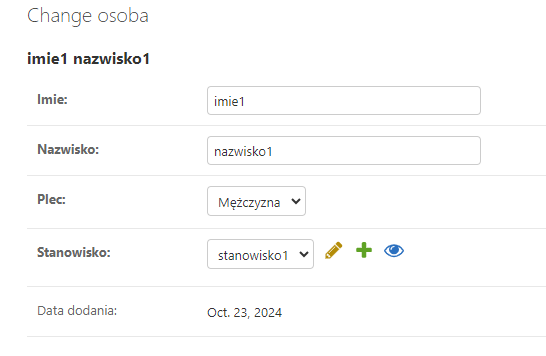 Change osoba
imie1 nazwisko1
Imie: imie1
Nazwisko: nazwisko1
Plec: Mężczyzna
Stanowisko: stanowisko1
Data dodania: Oct. 23, 2024